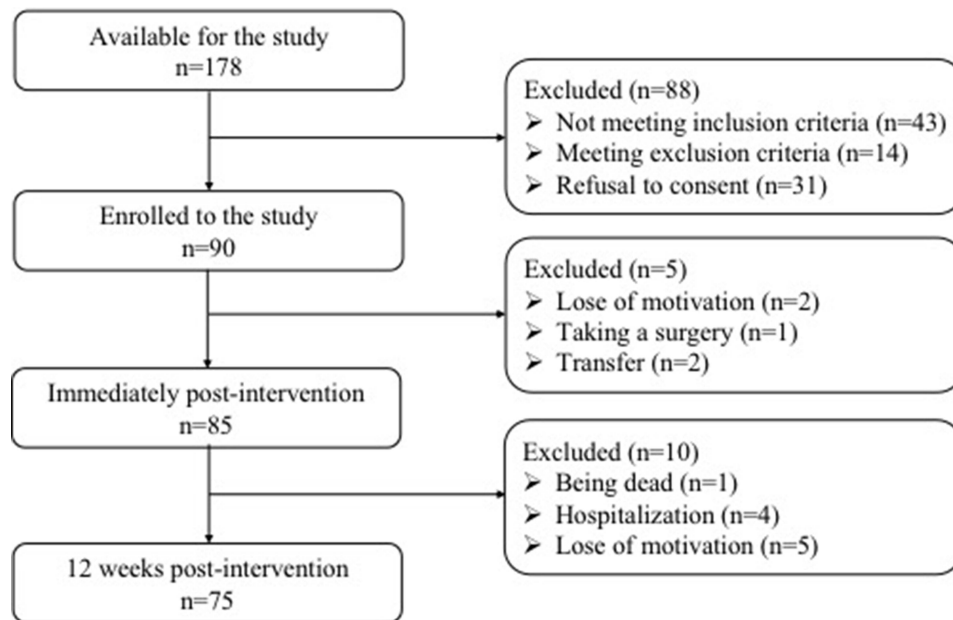 Available for the study
n=178
Excluded (n=88)
➢ Not meeting inclusion criteria (n=43)
➢ Meeting exclusion criteria (n=14)
➢ Refusal to consent (n=31)
Enrolled to the study
n=90
Excluded (n=5)
➢ Lose of motivation (n=2)
➢ Taking a surgery (n=1)
➢ Transfer (n=2)
Immediately post-intervention
n=85
Excluded (n=10)
➢ Being dead (n=1)
➢ Hospitalization (n=4)
➢ Lose of motivation (n=5)
12 weeks post-intervention
n=75